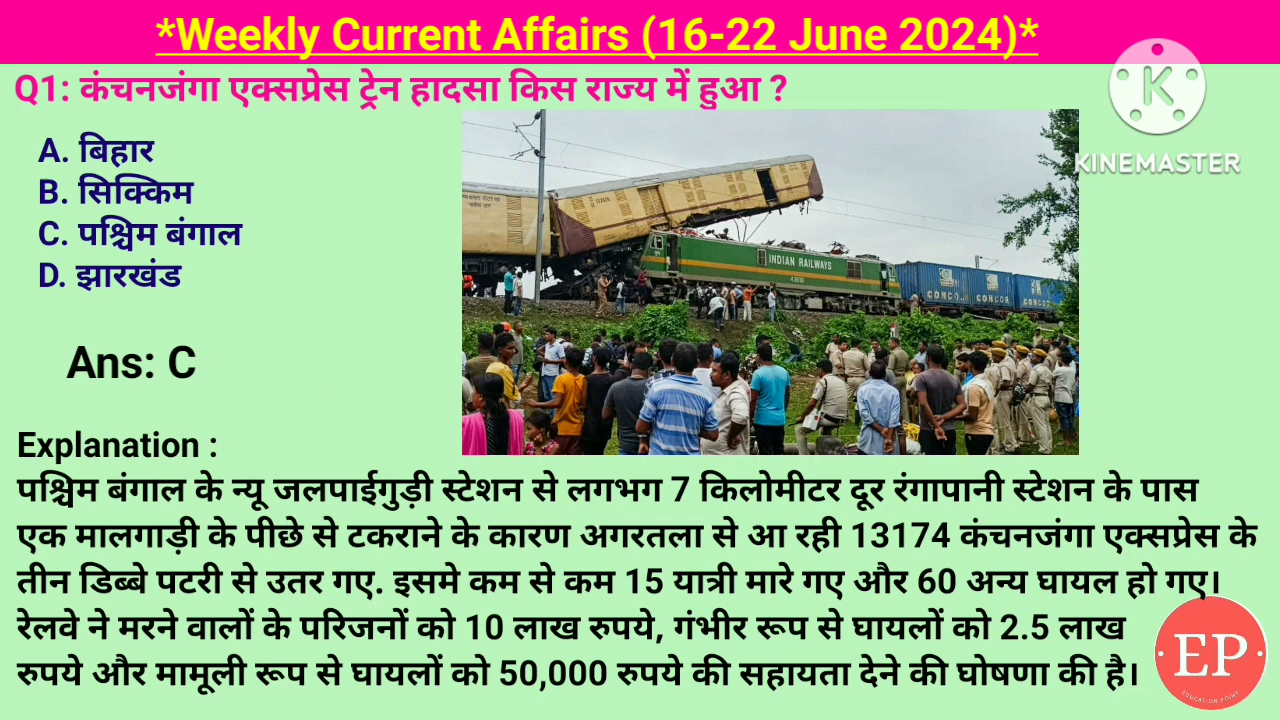 *Weekly Current Affairs (16-22 June 2024)*
Q1: कंचनजंगा एक्सप्रेस ट्रेन हादसा किस राज्य में हुआ ?
K
KINEMASTER
A. बिहार
B. सिक्किम
C. पश्चिम बंगाल
D. झारखंड
INDIAN RAILWAYS
CONCOR
CONCOR
CONCOR
Ans: C
Explanation :
पश्चिम बंगाल के न्यू जलपाईगुड़ी स्टेशन से लगभग 7 किलोमीटर दूर रंगापानी स्टेशन के पास
एक मालगाड़ी के पीछे से टकराने के कारण अगरतला से आ रही 13174 कंचनजंगा एक्सप्रेस के
तीन डिब्बे पटरी से उतर गए. इसमे कम से कम 15 यात्री मारे गए और 60 अन्य घायल हो गए।
रेलवे ने मरने वालों के परिजनों को 10 लाख रुपये, गंभीर रूप से घायलों को 2.5 लाख
रुपये और मामूली रूप से घायलों को 50,000 रुपये की सहायता देने की घोषणा की है।
EP
EDUCATION POINT